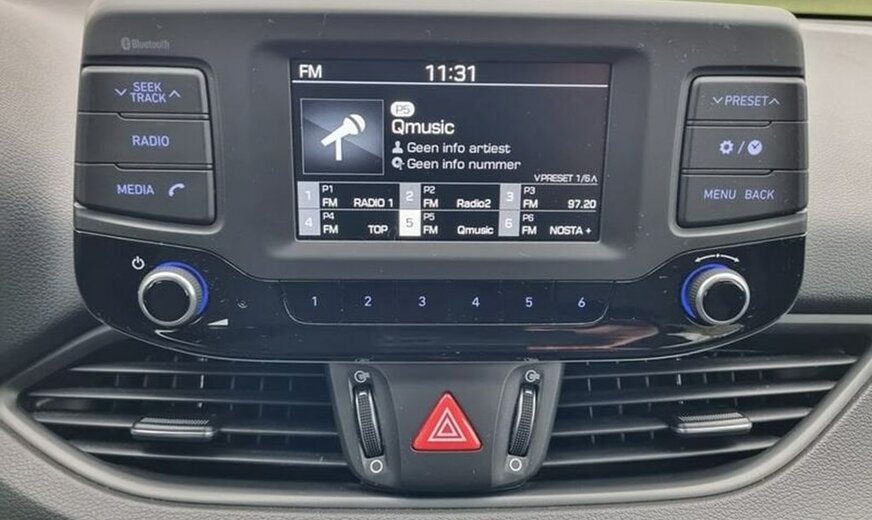 Bluetooth
SEEK
TRACK
RADIO
MEDIA
FM 11:31
P5
Qmusic
Geen info artiest
Geen info nummer
PRESET 1/6
1 P1 FM RADIO 1
2 P2 FM Radio2
3 P3 FM 97.20
4 P4 FM TOP
5 P5 FM Qmusic
6 P6 FM NOSTA +
PRESET
/
MENU BACK
1 2 3 4 5 6